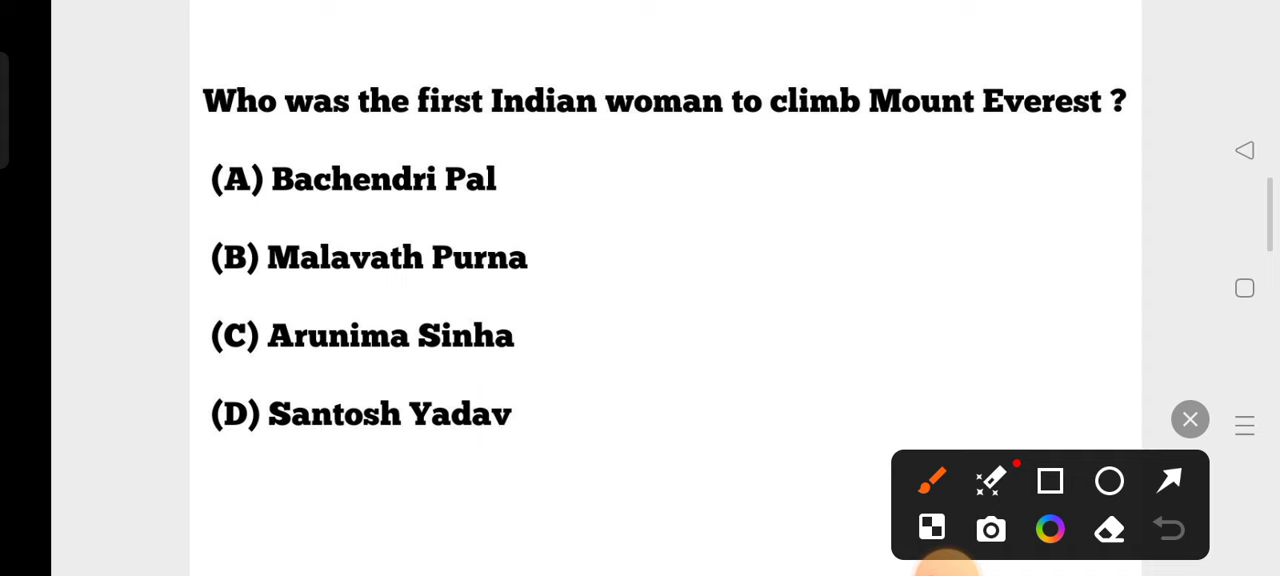 Who was the first Indian woman to climb Mount Everest ?
(A) Bachendri Pal
(B) Malavath Purna
(C) Arunima Sinha
(D) Santosh Yadav